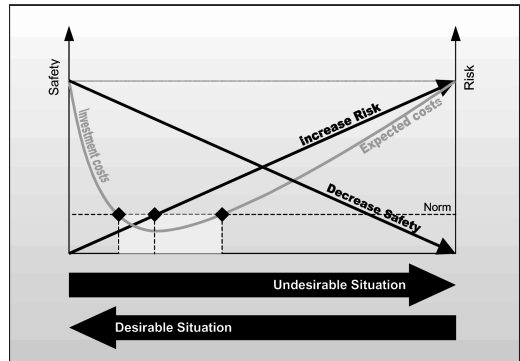 Safety
Risk
Investment costs
Increase Risk
Expected costs
Decrease Safety
Norm
Undesirable Situation
Desirable Situation